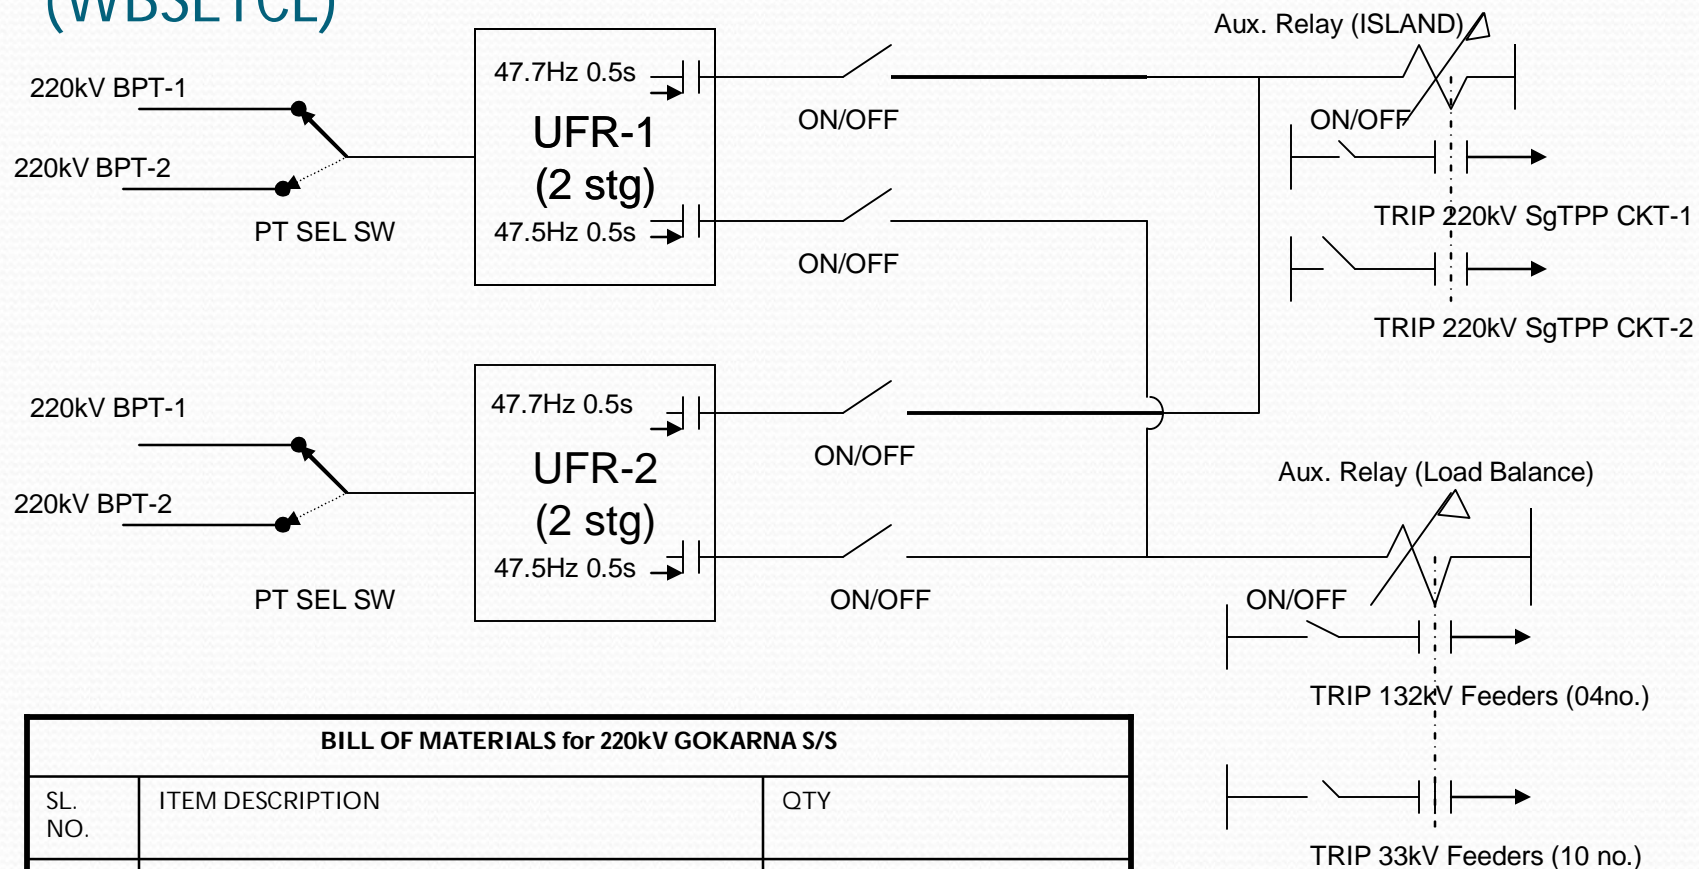 (WBSETCL)
Aux. Relay (ISLAND)
220kV BPT-1
47.7Hz 0.5s
ON/OFF
ON/OFF
UFR-1
(2 stg)
220kV BPT-2
PT SEL SW
47.5Hz 0.5s
ON/OFF
TRIP 220kV SgTPP CKT-1
TRIP 220kV SgTPP CKT-2
220kV BPT-1
47.7Hz 0.5s
ON/OFF
UFR-2
(2 stg)
Aux. Relay (Load Balance)
220kV BPT-2
47.5Hz 0.5s
PT SEL SW
ON/OFF
ON/OFF
TRIP 132kV Feeders (04no.)
BILL OF MATERIALS for 220kV GOKARNA S/S
SL.
NO.
ITEM DESCRIPTION
QTY
TRIP 33kV Feeders (10 no.)